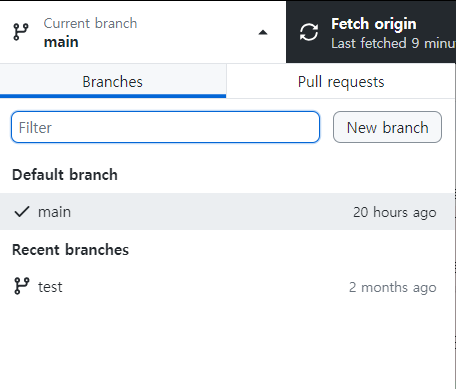 Current branch
main
Fetch origin
Last fetched 9 minu
Branches
Pull requests
Filter
New branch
Default branch
main
20 hours ago
Recent branches
test
2 months ago